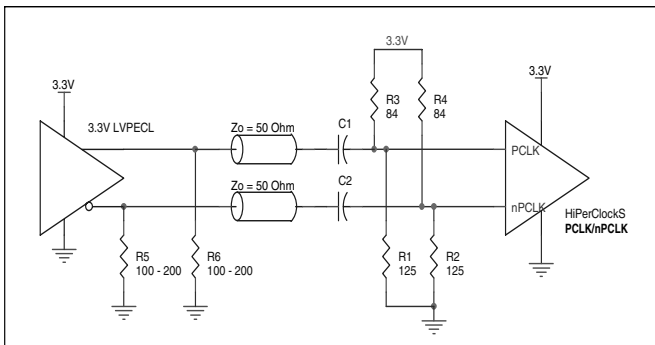 3.3V
3.3V
3.3V
3.3V LVPECL
R3
84
R4
84
Zo = 50 Ohm
C1
PCLK
Zo = 50 Ohm
C2
nPCLK
HiPerClockS
PCLK/nPCLK
R5
100 - 200
R6
100 - 200
R1
125
R2
125